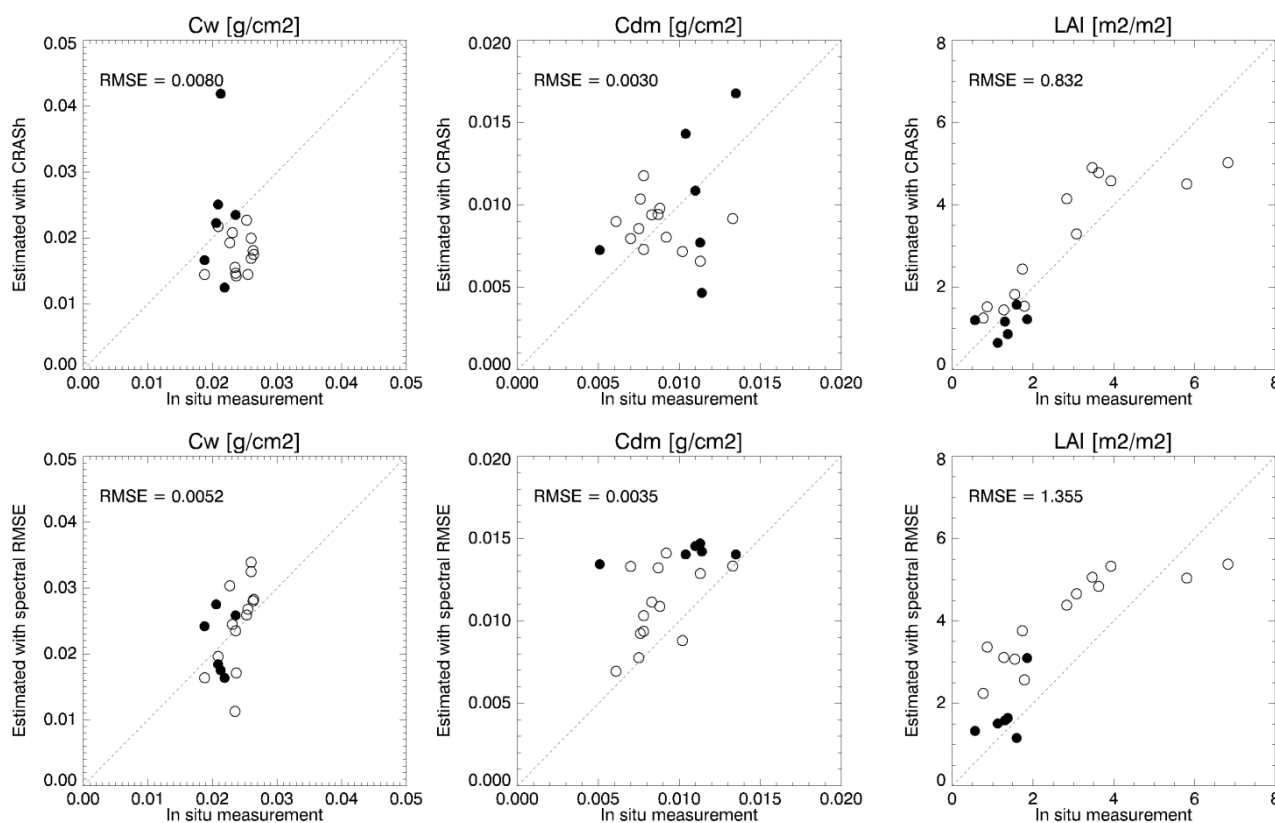 Cw [g/cm2]
RMSE = 0.0080
Estimated with CRASh
0.05
0.04
0.03
0.02
0.01
0.00
0.00 0.01 0.02 0.03 0.04 0.05
In situ measurement
Cdm [g/cm2]
RMSE = 0.0030
Estimated with CRASh
0.020
0.015
0.010
0.005
0.000
0.000 0.005 0.010 0.015 0.020
In situ measurement
LAI [m2/m2]
RMSE = 0.832
Estimated with CRASh
8
6
4
2
0
0 2 4 6 8
In situ measurement
Cw [g/cm2]
RMSE = 0.0052
Estimated with spectral RMSE
0.05
0.04
0.03
0.02
0.01
0.00
0.00 0.01 0.02 0.03 0.04 0.05
In situ measurement
Cdm [g/cm2]
RMSE = 0.0035
Estimated with spectral RMSE
0.020
0.015
0.010
0.005
0.000
0.000 0.005 0.010 0.015 0.020
In situ measurement
LAI [m2/m2]
RMSE = 1.355
Estimated with spectral RMSE
8
6
4
2
0
0 2 4 6 8
In situ measurement